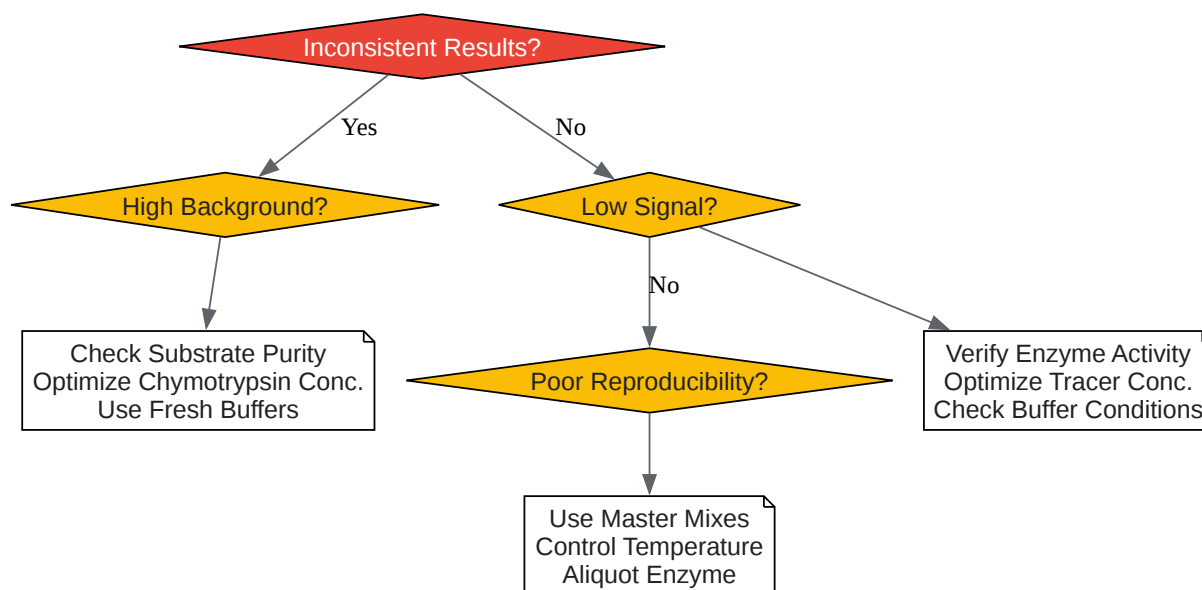 Inconsistent Results?
Yes
No
High Background?
Low Signal?
No
Check Substrate Purity
Optimize Chymotrypsin Conc.
Use Fresh Buffers
Poor Reproducibility?
Verify Enzyme Activity
Optimize Tracer Conc.
Check Buffer Conditions
Use Master Mixes
Control Temperature
Aliquot Enzyme